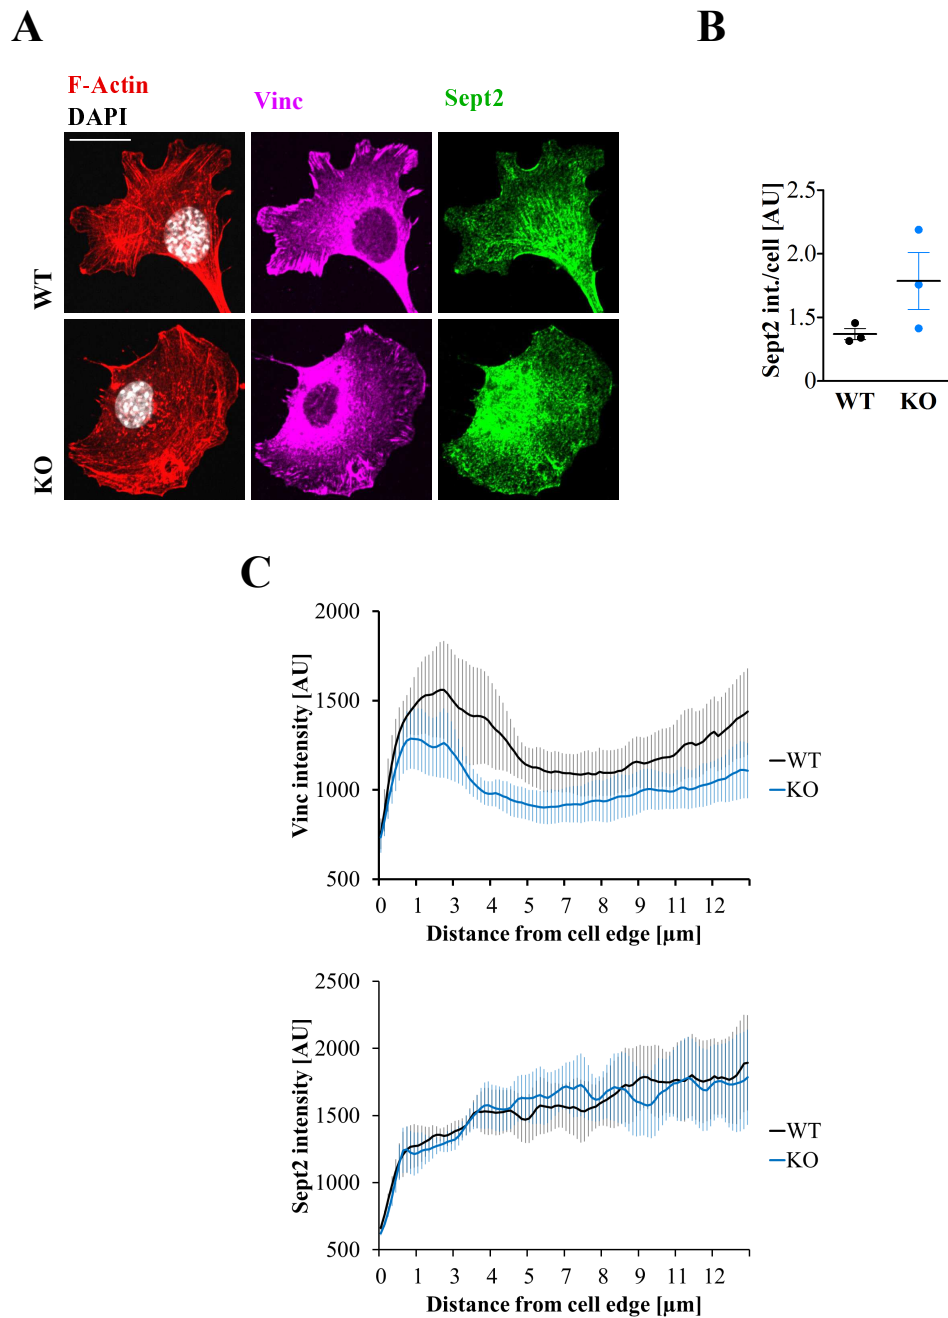 A
F-Actin
DAPI
Vinc
Sept2
WT
KO
B
Sept2 int./cell [AU]
2.5
2.0
1.5
0
WT
KO
C
Vinc intensity [AU]
2000
1500
1000
500
0 1 3 4 5 7 8 9 11 12
Distance from cell edge [µm]
WT
KO
Sept2 intensity [AU]
2500
2000
1500
1000
500
0 1 3 4 5 7 8 9 11 12
Distance from cell edge [µm]
WT
KO